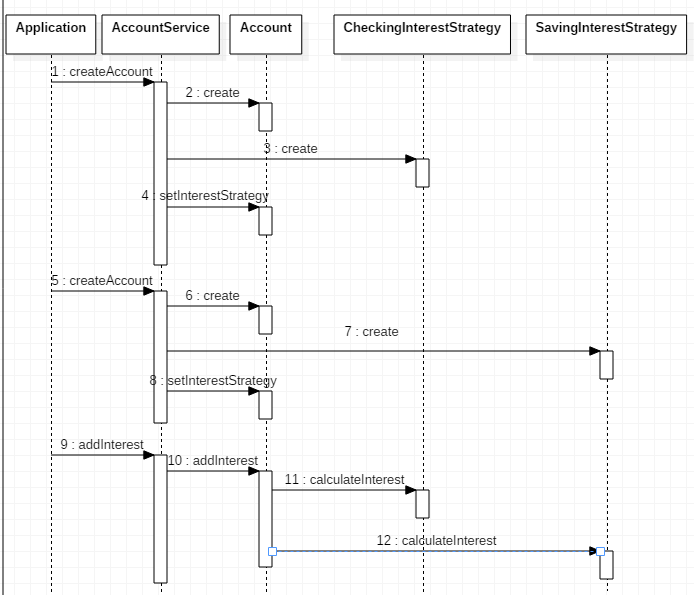 Application
AccountService
Account
CheckingInterestStrategy
SavingInterestStrategy
1 : createAccount
2 : create
3 : create
4 : setInterestStrategy
5 : createAccount
6 : create
7 : create
8 : setInterestStrategy
9 : addInterest
10 : addInterest
11 : calculateInterest
12 : calculateInterest